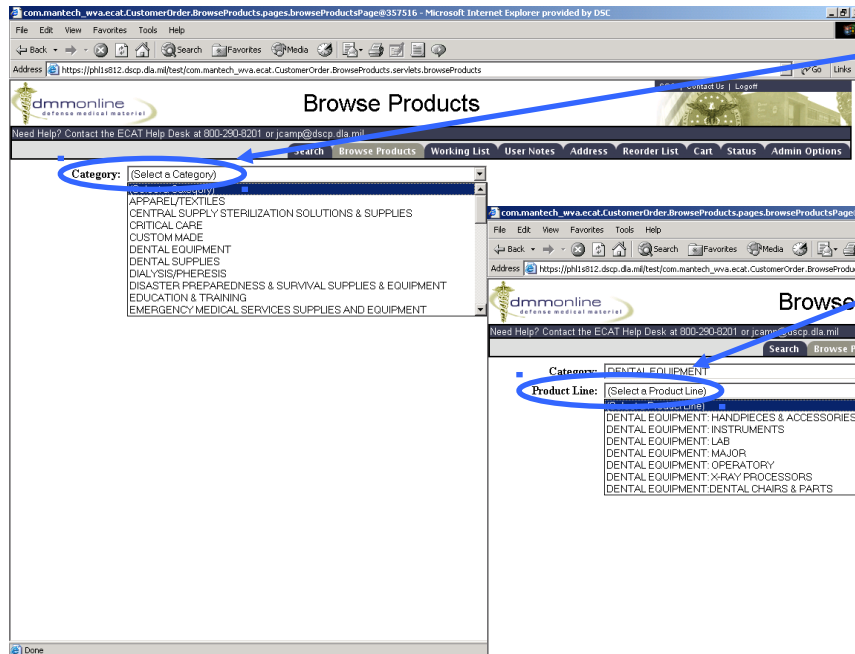 com.mantech_wva.ecat.CustomerOrder.BrowseProducts.pages.browseProductsPage@357516 - Microsoft Internet Explorer provided by DSC
File Edit View Favorites Tools Help
Back Search Favorites Media
Address https://phl1s812.dscp.dla.mil/test/com.mantech_wva.ecat.CustomerOrder.BrowseProducts.servlets.browseProducts Go Links
Contact Us | Logoff
dmmonline
defense medical materiel
Browse Products
Need Help? Contact the ECAT Help Desk at 800-290-8201 or jcamp@dscp.dla.mil
Search Browse Products Working List User Notes Address Reorder List Cart Status Admin Options
Category: (Select a Category)
(Select a Category)
APPAREL/TEXTILES
CENTRAL SUPPLY STERILIZATION SOLUTIONS & SUPPLIES
CRITICAL CARE
CUSTOM MADE
DENTAL EQUIPMENT
DENTAL SUPPLIES
DIALYSIS/PHERESIS
DISASTER PREPAREDNESS & SURVIVAL SUPPLIES & EQUIPMENT
EDUCATION & TRAINING
EMERGENCY MEDICAL SERVICES SUPPLIES AND EQUIPMENT
Done
com.mantech_wva.ecat.CustomerOrder.BrowseProducts.pages.browseProductsPage
File Edit View Favorites Tools Help
Back Search Favorites Media
Address https://phl1s812.dscp.dla.mil/test/com.mantech_wva.ecat.CustomerOrder.BrowseProdu
dmmonline
defense medical materiel
Browse
Need Help? Contact the ECAT Help Desk at 800-290-8201 or jcamp@dscp.dla.mil
Search Browse P
Category: DENTAL EQUIPMENT
Product Line: (Select a Product Line)
(Select a Product Line)
DENTAL EQUIPMENT: HANDPIECES & ACCESSORIES
DENTAL EQUIPMENT: INSTRUMENTS
DENTAL EQUIPMENT: LAB
DENTAL EQUIPMENT: MAJOR
DENTAL EQUIPMENT: OPERATORY
DENTAL EQUIPMENT: X-RAY PROCESSORS
DENTAL EQUIPMENT:DENTAL CHAIRS & PARTS